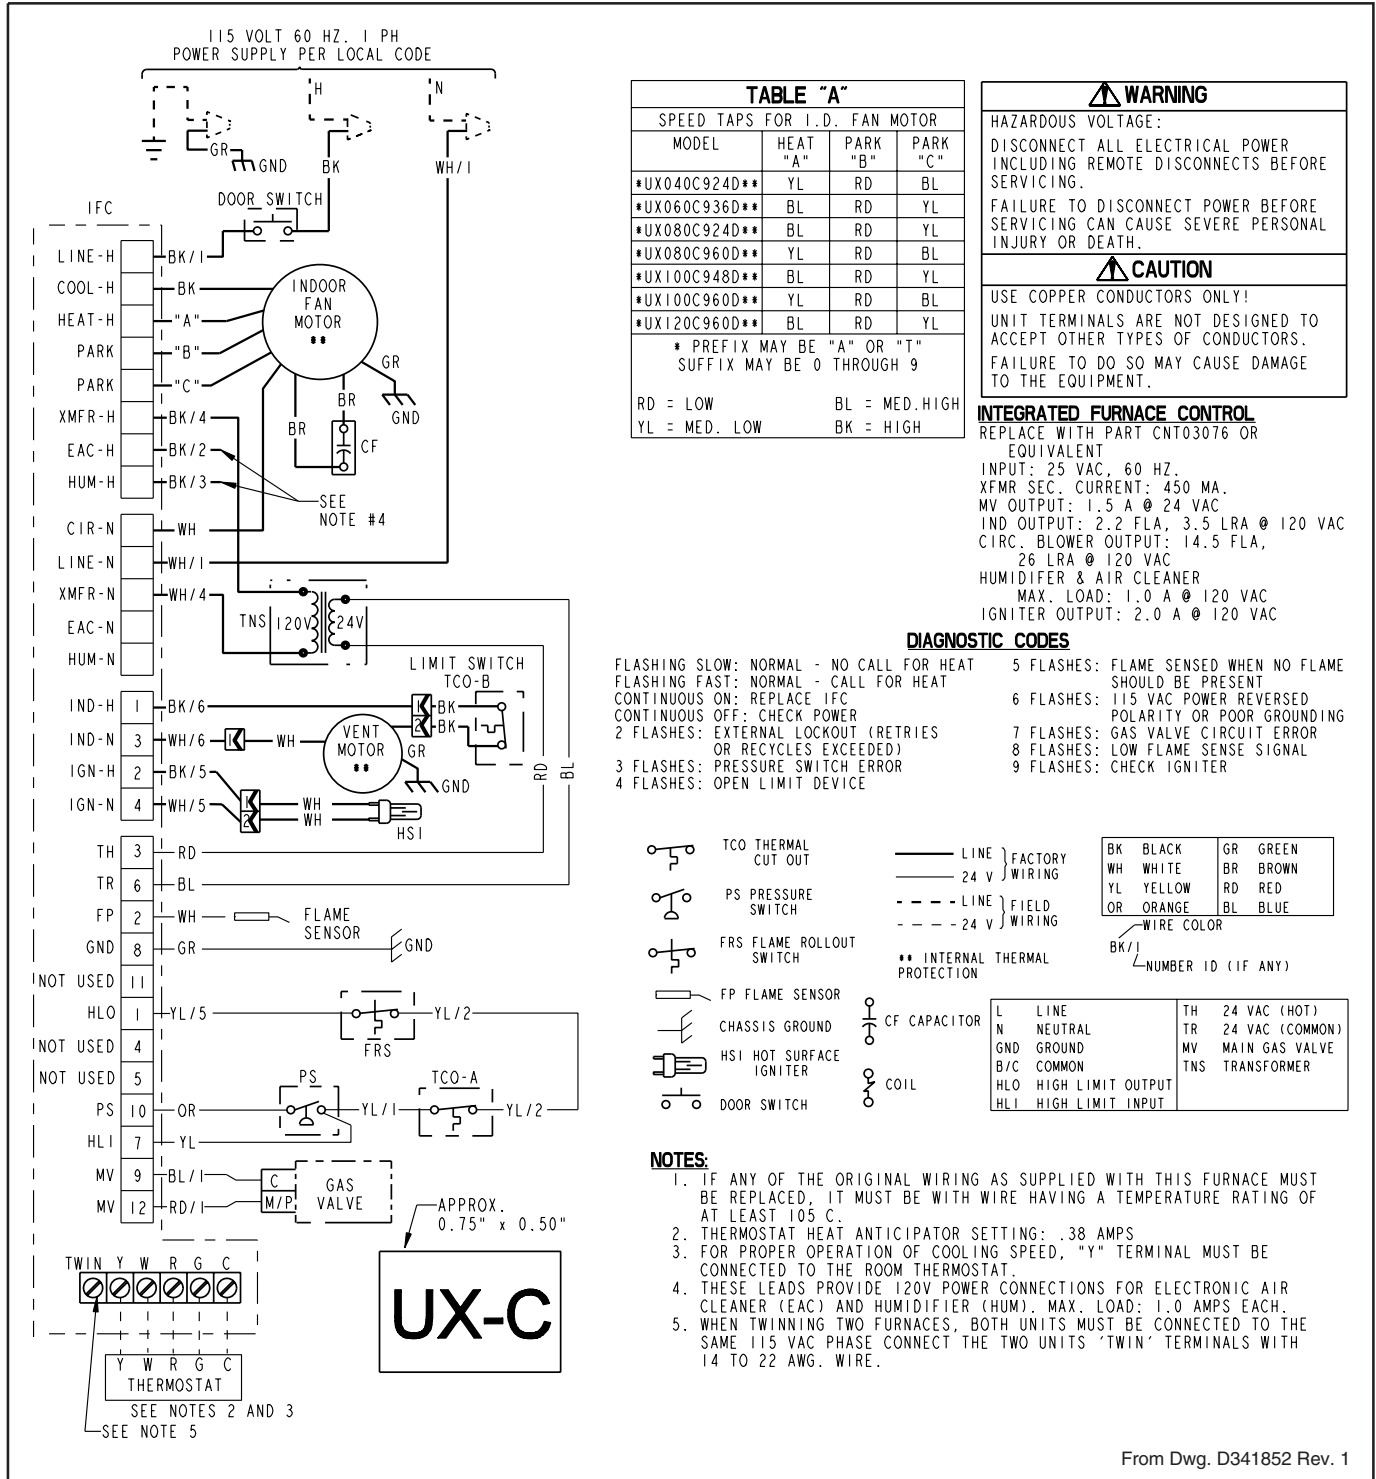 115 VOLT 60 HZ. 1 PH
POWER SUPPLY PER LOCAL CODE
H
N
GR
GND
BK
WH/1
DOOR SWITCH
IFC
LINE-H
BK/1
COOL-H
BK
HEAT-H
"A"
PARK
"B"
PARK
"C"
XMFR-H
BK/4
EAC-H
BK/2
HUM-H
BK/3
INDOOR
FAN
MOTOR
**
GR
GND
BR
BR
CF
SEE
NOTE #4
CIR-N
WH
LINE-N
WH/1
XMFR-N
WH/4
EAC-N
HUM-N
TNS
120V
24V
LIMIT SWITCH
TCO-B
IND-H 1 BK/6
1 BK
2 BK
IND-N 3 WH/6
1 WH
VENT
MOTOR
**
GR
GND
IGN-H 2 BK/5
IGN-N 4 WH/5
1 WH
2 WH
HSI
RD
BL
TH 3 RD
TR 6 BL
FP 2 WH
FLAME
SENSOR
GND 8 GR
GND
NOT USED 11
HLO 1 YL/5
FRS
YL/2
NOT USED 4
NOT USED 5
PS
TCO-A
PS 10 OR
YL/1
YL/2
HLI 7 YL
MV 9 BL/1
C
MV 12 RD/1
M/P
GAS
VALVE
APPROX.
0.75" x 0.50"
UX-C
TWIN Y W R G C
Y W R G C
THERMOSTAT
SEE NOTES 2 AND 3
SEE NOTE 5
TABLE "A"
SPEED TAPS FOR I.D. FAN MOTOR
MODEL HEAT "A" PARK "B" PARK "C"
*UX040C924D** YL RD BL
*UX060C936D** BL RD YL
*UX080C924D** BL RD YL
*UX080C960D** YL RD BL
*UX100C948D** BL RD YL
*UX100C960D** YL RD BL
*UX120C960D** BL RD YL
* PREFIX MAY BE "A" OR "T"
SUFFIX MAY BE 0 THROUGH 9
RD = LOW BL = MED.HIGH
YL = MED. LOW BK = HIGH
WARNING
HAZARDOUS VOLTAGE:
DISCONNECT ALL ELECTRICAL POWER
INCLUDING REMOTE DISCONNECTS BEFORE
SERVICING.
FAILURE TO DISCONNECT POWER BEFORE
SERVICING CAN CAUSE SEVERE PERSONAL
INJURY OR DEATH.
CAUTION
USE COPPER CONDUCTORS ONLY!
UNIT TERMINALS ARE NOT DESIGNED TO
ACCEPT OTHER TYPES OF CONDUCTORS.
FAILURE TO DO SO MAY CAUSE DAMAGE
TO THE EQUIPMENT.
INTEGRATED FURNACE CONTROL
REPLACE WITH PART CNT03076 OR
EQUIVALENT
INPUT: 25 VAC, 60 HZ.
XFMR SEC. CURRENT: 450 MA.
MV OUTPUT: 1.5 A @ 24 VAC
IND OUTPUT: 2.2 FLA, 3.5 LRA @ 120 VAC
CIRC. BLOWER OUTPUT: 14.5 FLA,
26 LRA @ 120 VAC
HUMIDIFER & AIR CLEANER
MAX. LOAD: 1.0 A @ 120 VAC
IGNITER OUTPUT: 2.0 A @ 120 VAC
DIAGNOSTIC CODES
FLASHING SLOW: NORMAL - NO CALL FOR HEAT
FLASHING FAST: NORMAL - CALL FOR HEAT
CONTINUOUS ON: REPLACE IFC
CONTINUOUS OFF: CHECK POWER
2 FLASHES: EXTERNAL LOCKOUT (RETRIES
OR RECYCLES EXCEEDED)
3 FLASHES: PRESSURE SWITCH ERROR
4 FLASHES: OPEN LIMIT DEVICE
5 FLASHES: FLAME SENSED WHEN NO FLAME
SHOULD BE PRESENT
6 FLASHES: 115 VAC POWER REVERSED
POLARITY OR POOR GROUNDING
7 FLASHES: GAS VALVE CIRCUIT ERROR
8 FLASHES: LOW FLAME SENSE SIGNAL
9 FLASHES: CHECK IGNITER
TCO THERMAL
CUT OUT
PS PRESSURE
SWITCH
FRS FLAME ROLLOUT
SWITCH
FP FLAME SENSOR
CHASSIS GROUND
HSI HOT SURFACE
IGNITER
DOOR SWITCH
LINE
24 V
FACTORY
WIRING
LINE
24 V
FIELD
WIRING
** INTERNAL THERMAL
PROTECTION
CF CAPACITOR
COIL
BK BLACK GR GREEN
WH WHITE BR BROWN
YL YELLOW RD RED
OR ORANGE BL BLUE
WIRE COLOR
BK/1
NUMBER ID (IF ANY)
L LINE TH 24 VAC (HOT)
N NEUTRAL TR 24 VAC (COMMON)
GND GROUND MV MAIN GAS VALVE
B/C COMMON TNS TRANSFORMER
HLO HIGH LIMIT OUTPUT
HLI HIGH LIMIT INPUT
NOTES:
1. IF ANY OF THE ORIGINAL WIRING AS SUPPLIED WITH THIS FURNACE MUST
BE REPLACED, IT MUST BE WITH WIRE HAVING A TEMPERATURE RATING OF
AT LEAST 105 C.
2. THERMOSTAT HEAT ANTICIPATOR SETTING: .38 AMPS
3. FOR PROPER OPERATION OF COOLING SPEED, "Y" TERMINAL MUST BE
CONNECTED TO THE ROOM THERMOSTAT.
4. THESE LEADS PROVIDE 120V POWER CONNECTIONS FOR ELECTRONIC AIR
CLEANER (EAC) AND HUMIDIFIER (HUM). MAX. LOAD: 1.0 AMPS EACH.
5. WHEN TWINNING TWO FURNACES, BOTH UNITS MUST BE CONNECTED TO THE
SAME 115 VAC PHASE CONNECT THE TWO UNITS 'TWIN' TERMINALS WITH
14 TO 22 AWG. WIRE.
From Dwg. D341852 Rev. 1